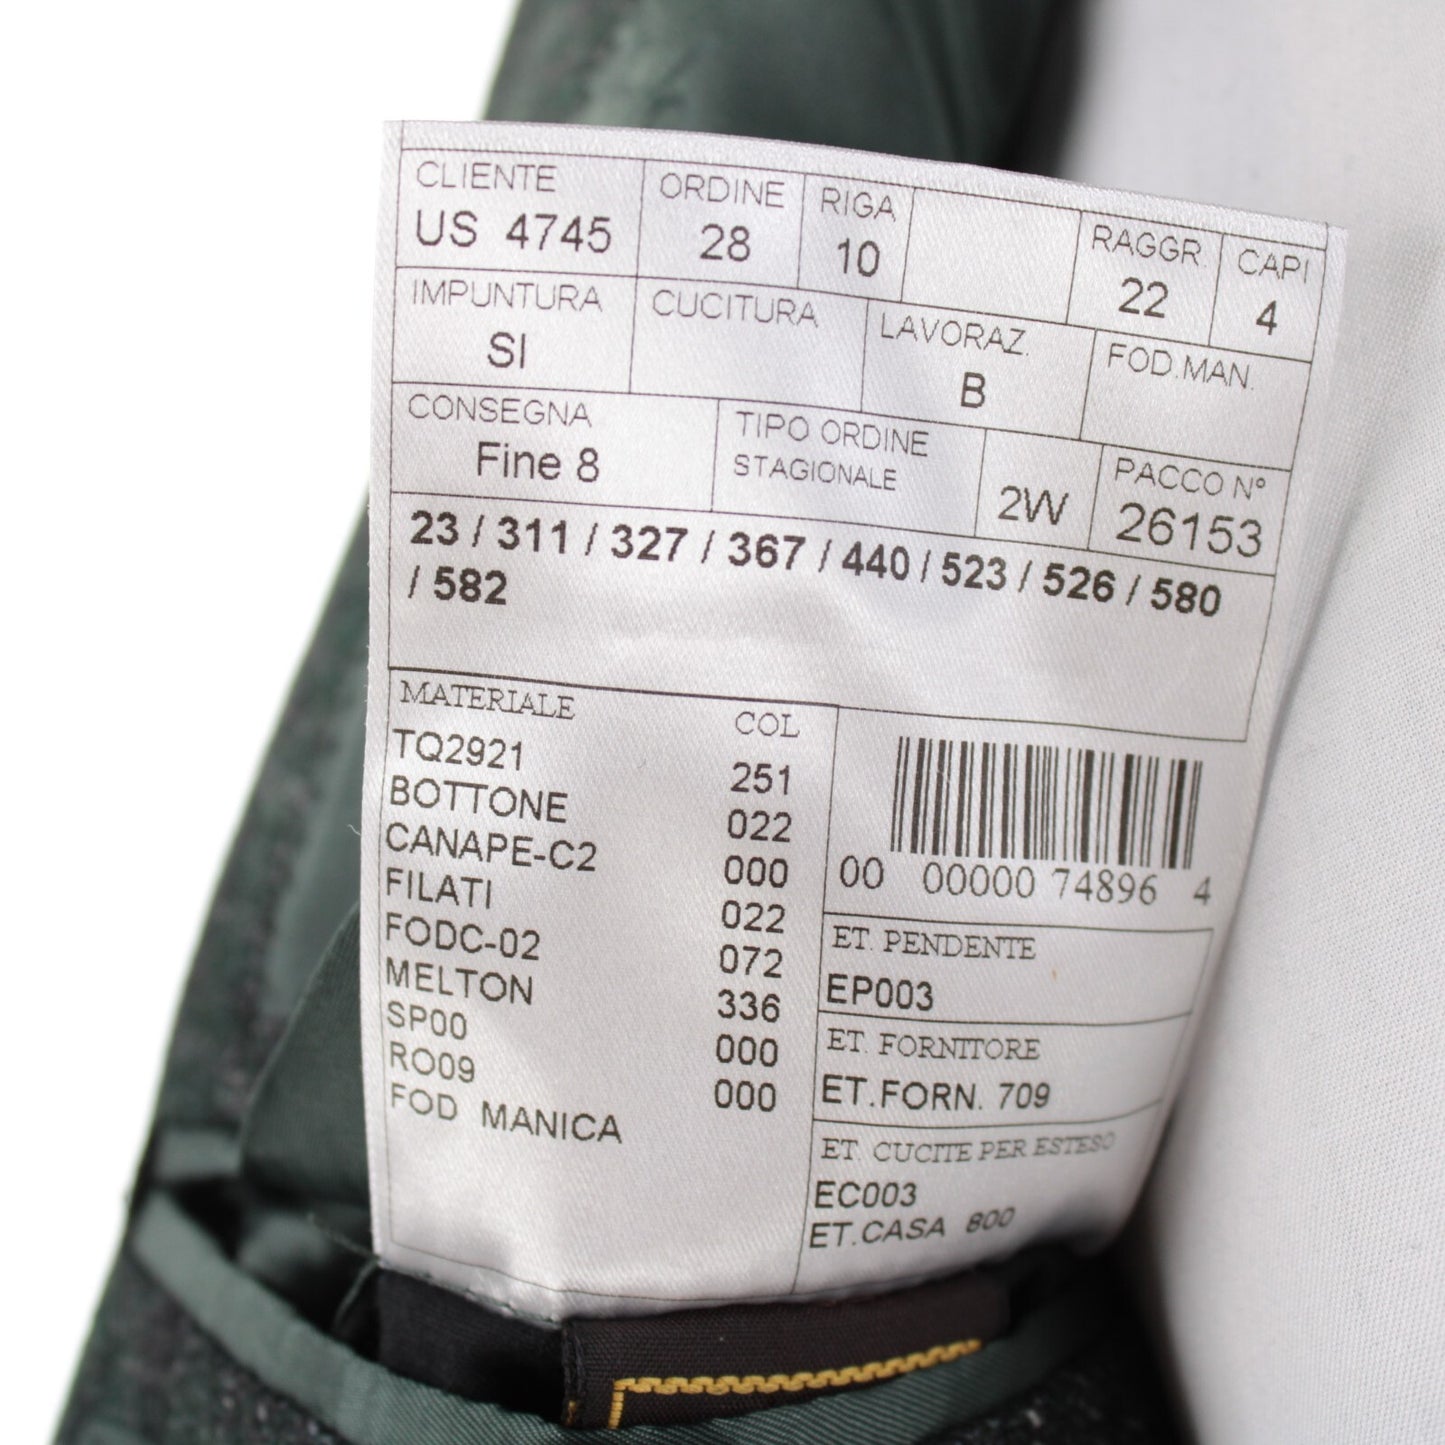 CLIENTE ORDINE RIGA RAGGR. CAPI
US 4745 28 10 22 4
IMPUNTURA CUCITURA LAVORAZ. FOD.MAN.
SI B
CONSEGNA TIPO ORDINE PACCO N°
Fine 8 STAGIONALE 2W 26153
23 / 311 / 327 / 367 / 440 / 523 / 526 / 580
/ 582
MATERIALE COL
TQ2921 251
BOTTONE 022
CANAPE-C2 000
FILATI 022
FODC-02 072
MELTON 336
SP00 000
RO09 000
FOD MANICA
00 00000 74896 4
ET. PENDENTE
EP003
ET. FORNITORE
ET.FORN. 709
ET. CUCITE PER ESTESO
EC003
ET.CASA 800